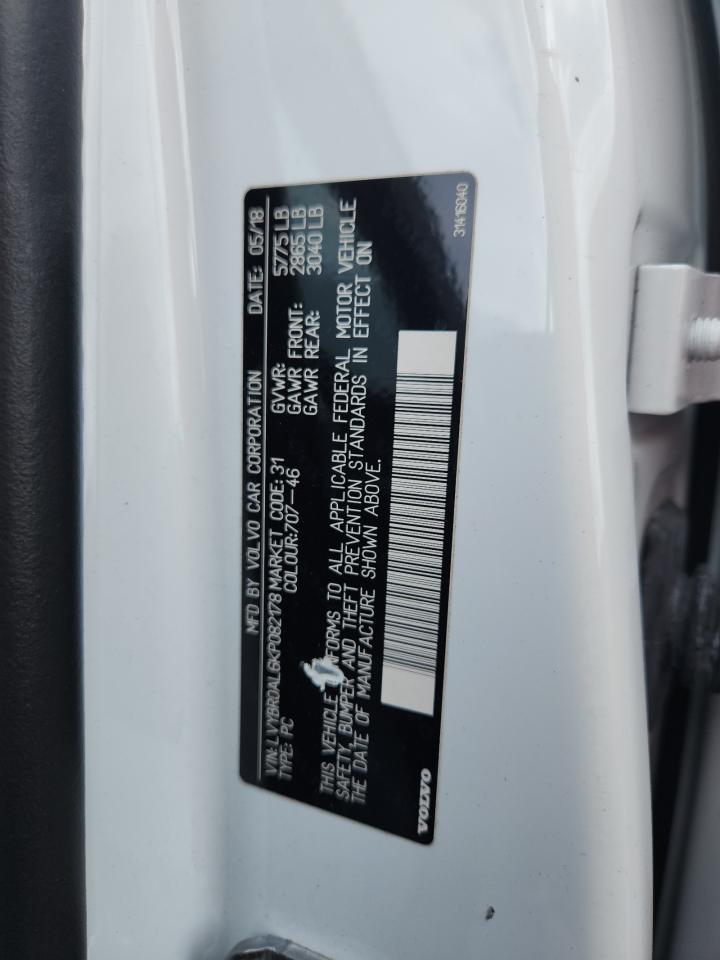 MFD BY VOLVO CAR CORPORATION DATE: 05/18
VIN: LVYBR0ALGKP082178 MARKET CODE: 31 GVWR: 5775 LB
TYPE: PC COLOUR:707-46 GAWR FRONT: 2865 LB
GAWR REAR: 3040 LB
THIS VEHICLE TO ALL APPLICABLE FEDERAL MOTOR VEHICLE
SAFETY, BUMPER AND THEFT PREVENTION STANDARDS IN EFFECT ON
THE DATE OF MANUFACTURE SHOWN ABOVE.
VOLVO 31416040